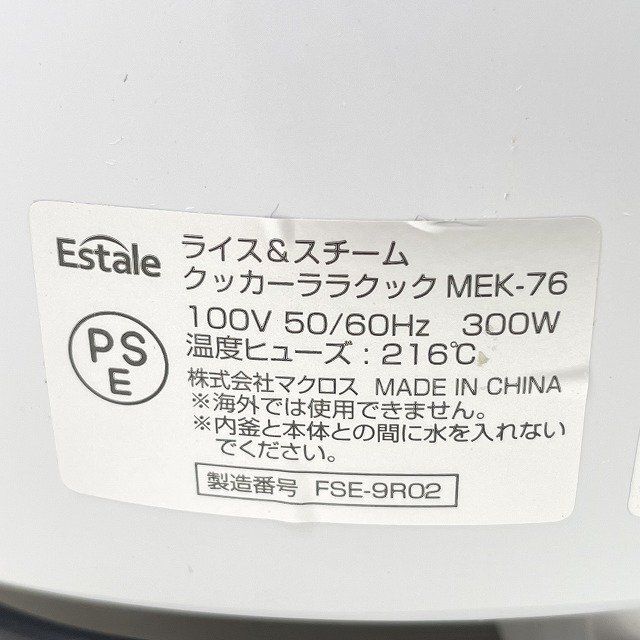 Estale
ライス&スチーム
クッカーララクック MEK-76
PS
E
100V 50/60Hz 300W
温度ヒューズ：216℃
株式会社マクロス MADE IN CHINA
※海外では使用できません。
※内釜と本体との間に水を入れない
でください。
製造番号 FSE-9R02